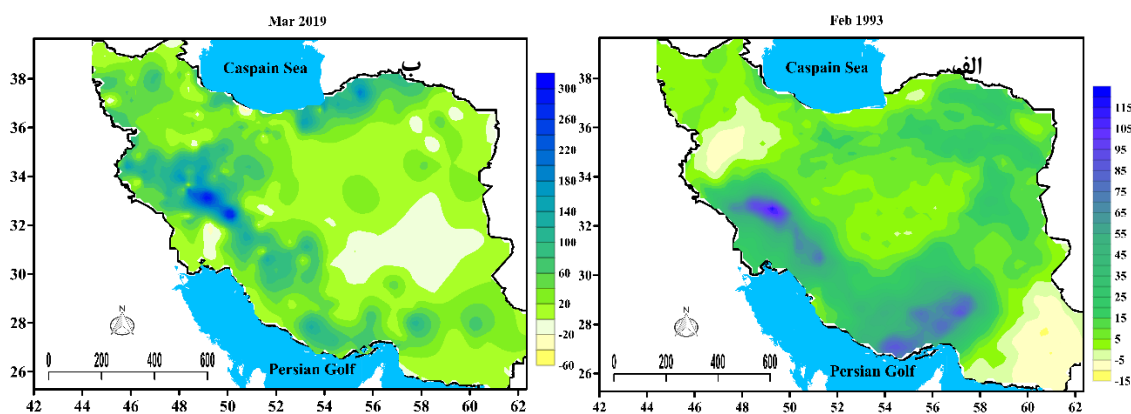 Mar 2019
Feb 1993
Caspain Sea
ب
Persian Golf
N
0 200 400 600
38
36
34
32
30
28
26
42 44 46 48 50 52 54 56 58 60 62
300
260
220
180
140
100
60
20
-20
-60
Caspain Sea
الف
Persian Golf
N
0 200 400 600
38
36
34
32
30
28
26
42 44 46 48 50 52 54 56 58 60 62
115
105
95
85
75
65
55
45
35
25
15
5
-5
-15